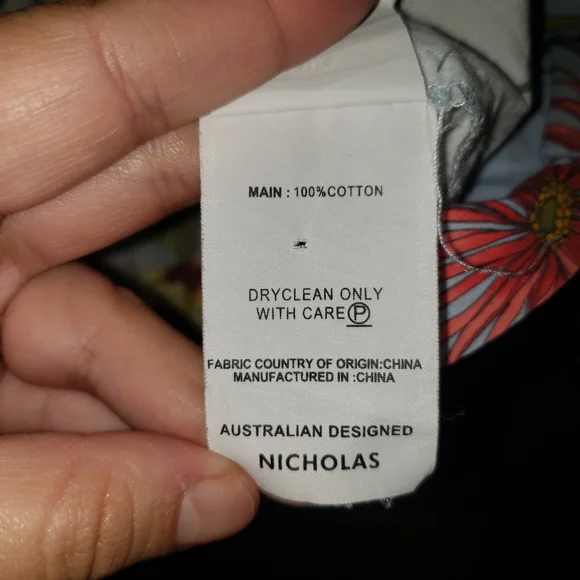 MAIN : 100%COTTON
DRYCLEAN ONLY
WITH CARE Ⓟ
FABRIC COUNTRY OF ORIGIN:CHINA
MANUFACTURED IN :CHINA
AUSTRALIAN DESIGNED
NICHOLAS